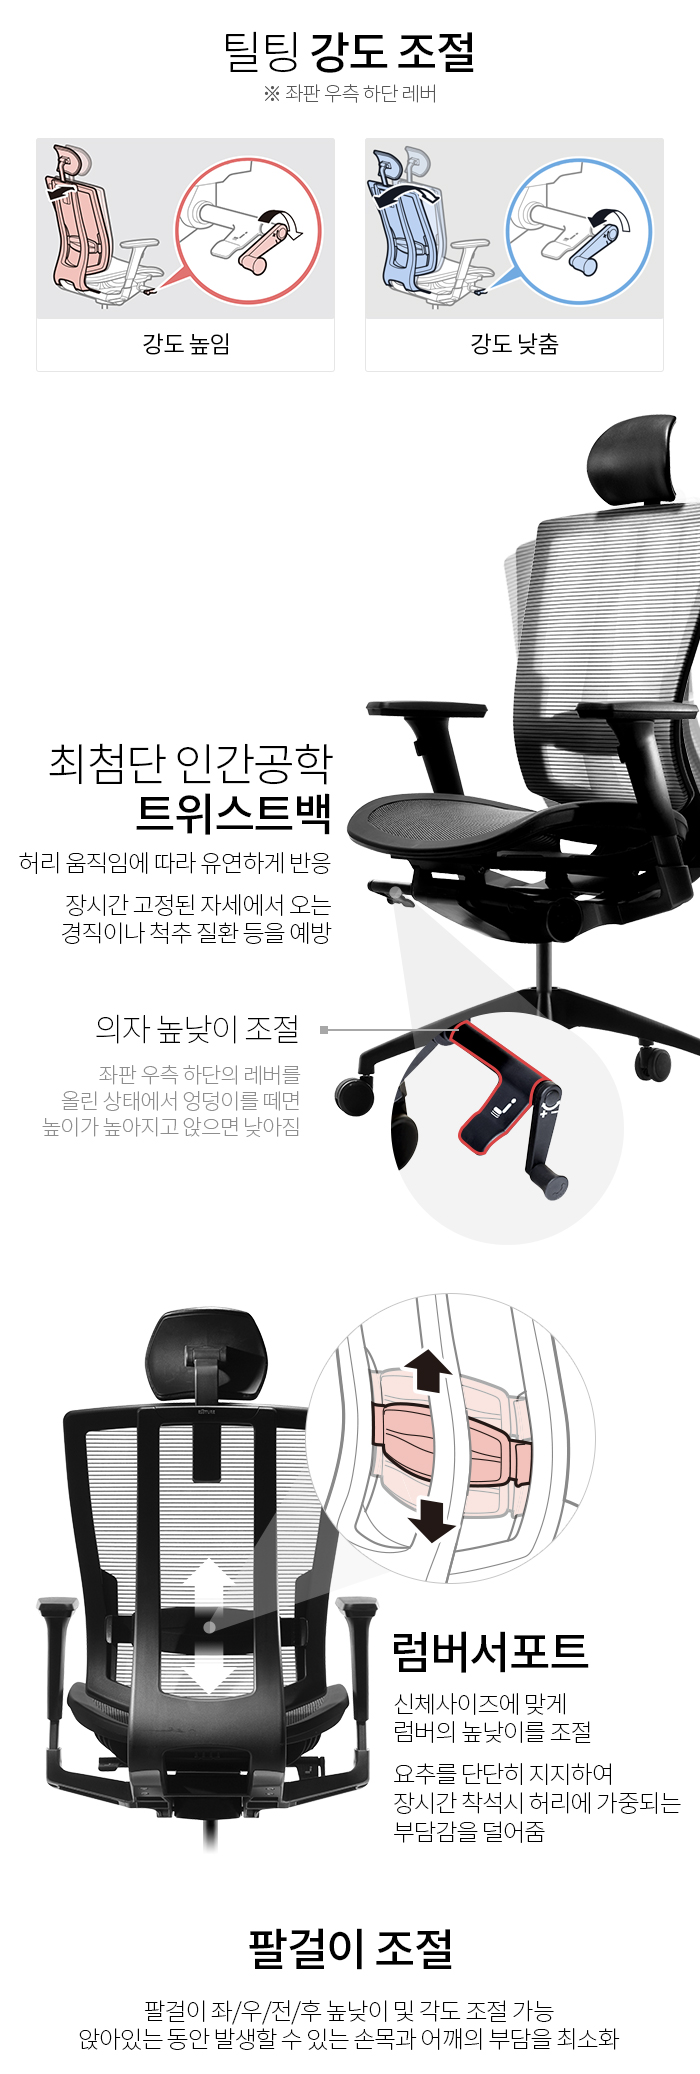 틸팅 강도 조절
※ 좌판 우측 하단 레버
강도 높임
강도 낮춤
최첨단 인간공학
트위스트백
허리 움직임에 따라 유연하게 반응
장시간 고정된 자세에서 오는
경직이나 척추 질환 등을 예방
의자 높낮이 조절
좌판 우측 하단의 레버를
올린 상태에서 엉덩이를 떼면
높이가 높아지고 앉으면 낮아짐
럼버서포트
신체사이즈에 맞게
럼버의 높낮이를 조절
요추를 단단히 지지하여
장시간 착석시 허리에 가중되는
부담감을 덜어줌
팔걸이 조절
팔걸이 좌/우/전/후 높낮이 및 각도 조절 가능
앉아있는 동안 발생할 수 있는 손목과 어깨의 부담을 최소화